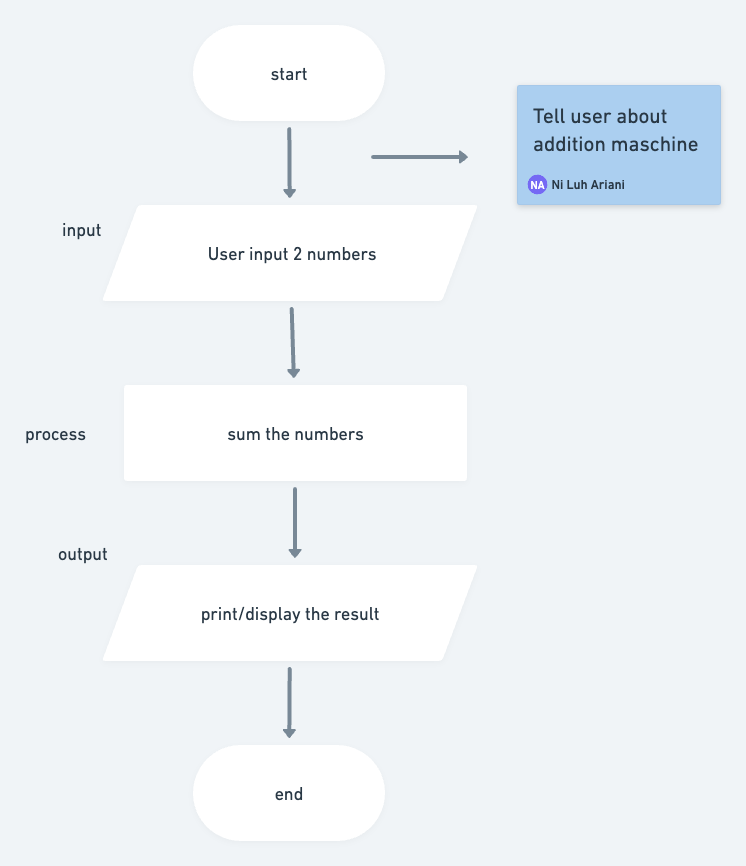 start
Tell user about
addition maschine
NA Ni Luh Ariani
input
User input 2 numbers
process
sum the numbers
output
print/display the result
end